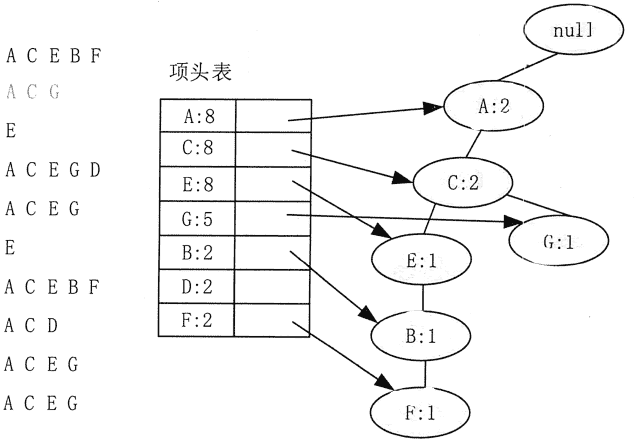 A C E B F
A C G
E
A C E G D
A C E G
E
A C E B F
A C D
A C E G
A C E G
项头表
A:8
C:8
E:8
G:5
B:2
D:2
F:2
null
A:2
C:2
G:1
E:1
B:1
F:1